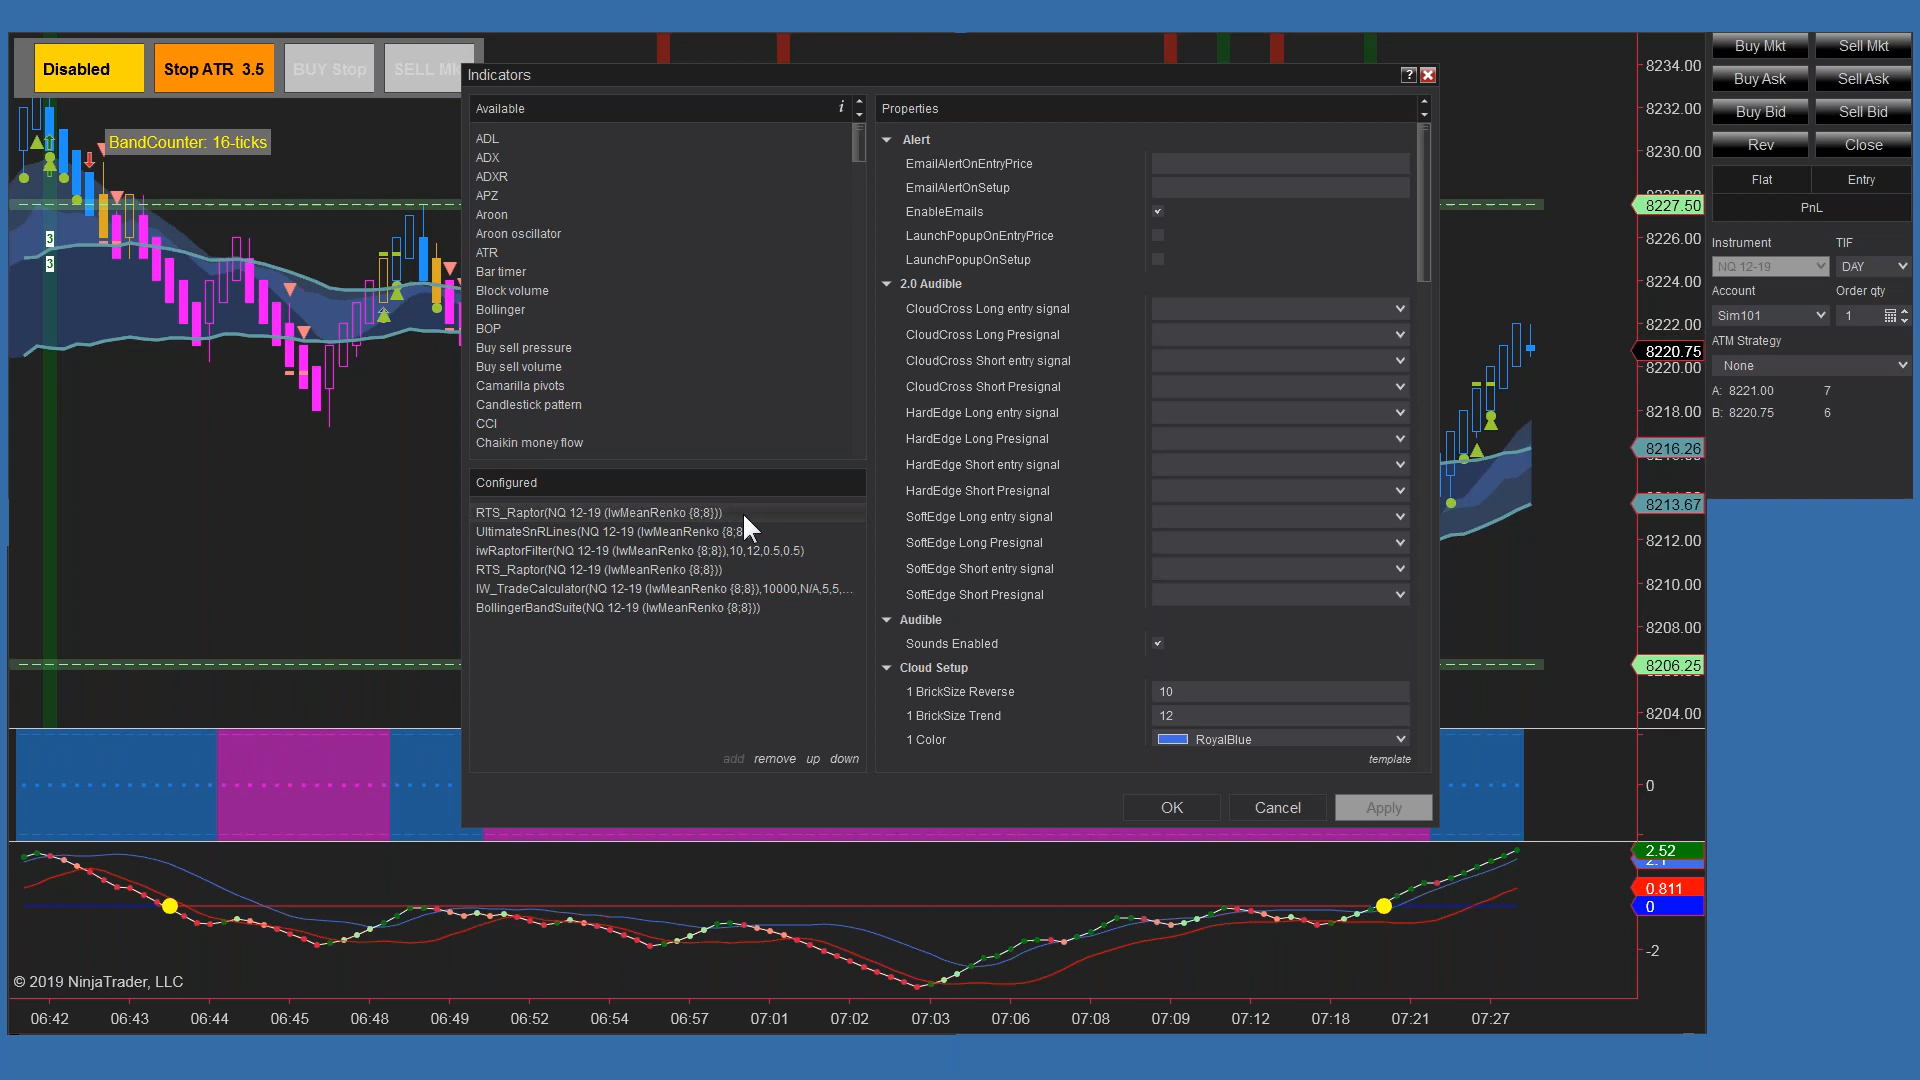 Disabled
Stop ATR 3.5
BUY Stop
SELL
BandCounter: 16-ticks
3
3
Indicators
?
Available
i
ADL
ADX
ADXR
APZ
Aroon
Aroon oscillator
ATR
Bar timer
Block volume
Bollinger
BOP
Buy sell pressure
Buy sell volume
Camarilla pivots
Candlestick pattern
CCI
Chaikin money flow
Configured
RTS_Raptor(NQ 12-19 (IwMeanRenko {8;8}))
UltimateSnRLines(NQ 12-19 (IwMeanRenko {8;8
iwRaptorFilter(NQ 12-19 (IwMeanRenko {8;8}),10,12,0.5,0.5)
RTS_Raptor(NQ 12-19 (IwMeanRenko {8;8}))
IW_TradeCalculator(NQ 12-19 (IwMeanRenko {8;8}),10000,N/A,5,5,...
BollingerBandSuite(NQ 12-19 (IwMeanRenko {8;8}))
add remove up down
Properties
Alert
EmailAlertOnEntryPrice
EmailAlertOnSetup
EnableEmails
LaunchPopupOnEntryPrice
LaunchPopupOnSetup
2.0 Audible
CloudCross Long entry signal
CloudCross Long Presignal
CloudCross Short entry signal
CloudCross Short Presignal
HardEdge Long entry signal
HardEdge Long Presignal
HardEdge Short entry signal
HardEdge Short Presignal
SoftEdge Long entry signal
SoftEdge Long Presignal
SoftEdge Short entry signal
SoftEdge Short Presignal
Audible
Sounds Enabled
Cloud Setup
1 BrickSize Reverse 10
1 BrickSize Trend 12
1 Color RoyalBlue
template
OK Cancel Apply
8234.00
8232.00
8230.00
8227.50
8226.00
8224.00
8222.00
8220.75
8220.00
8218.00
8216.26
8213.67
8212.00
8210.00
8208.00
8206.25
8204.00
0
2.52
0.811
0
-2
Buy Mkt Sell Mkt
Buy Ask Sell Ask
Buy Bid Sell Bid
Rev Close
Flat Entry
PnL
Instrument TIF
NQ 12-19 DAY
Account Order qty
Sim101 1
ATM Strategy
None
A: 8221.00 7
B: 8220.75 6
© 2019 NinjaTrader, LLC
06:42 06:43 06:44 06:45 06:48 06:49 06:52 06:54 06:57 07:01 07:02 07:03 07:06 07:08 07:09 07:12 07:18 07:21 07:27